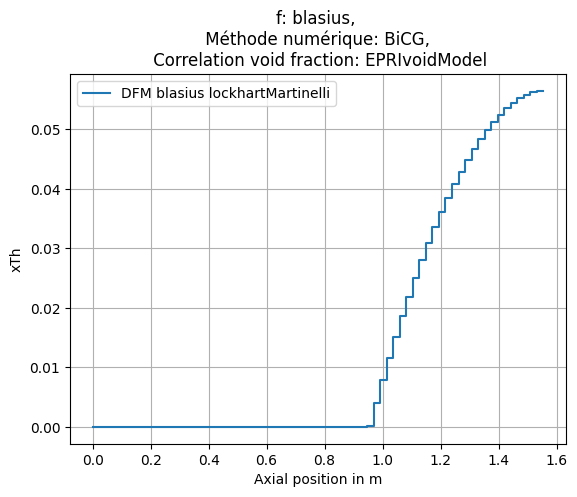 f: blasius,
Méthode numérique: BiCG,
Correlation void fraction: EPRIvoidModel
DFM blasius lockhartMartinelli
xTh
0.05
0.04
0.03
0.02
0.01
0.00
0.0 0.2 0.4 0.6 0.8 1.0 1.2 1.4 1.6
Axial position in m